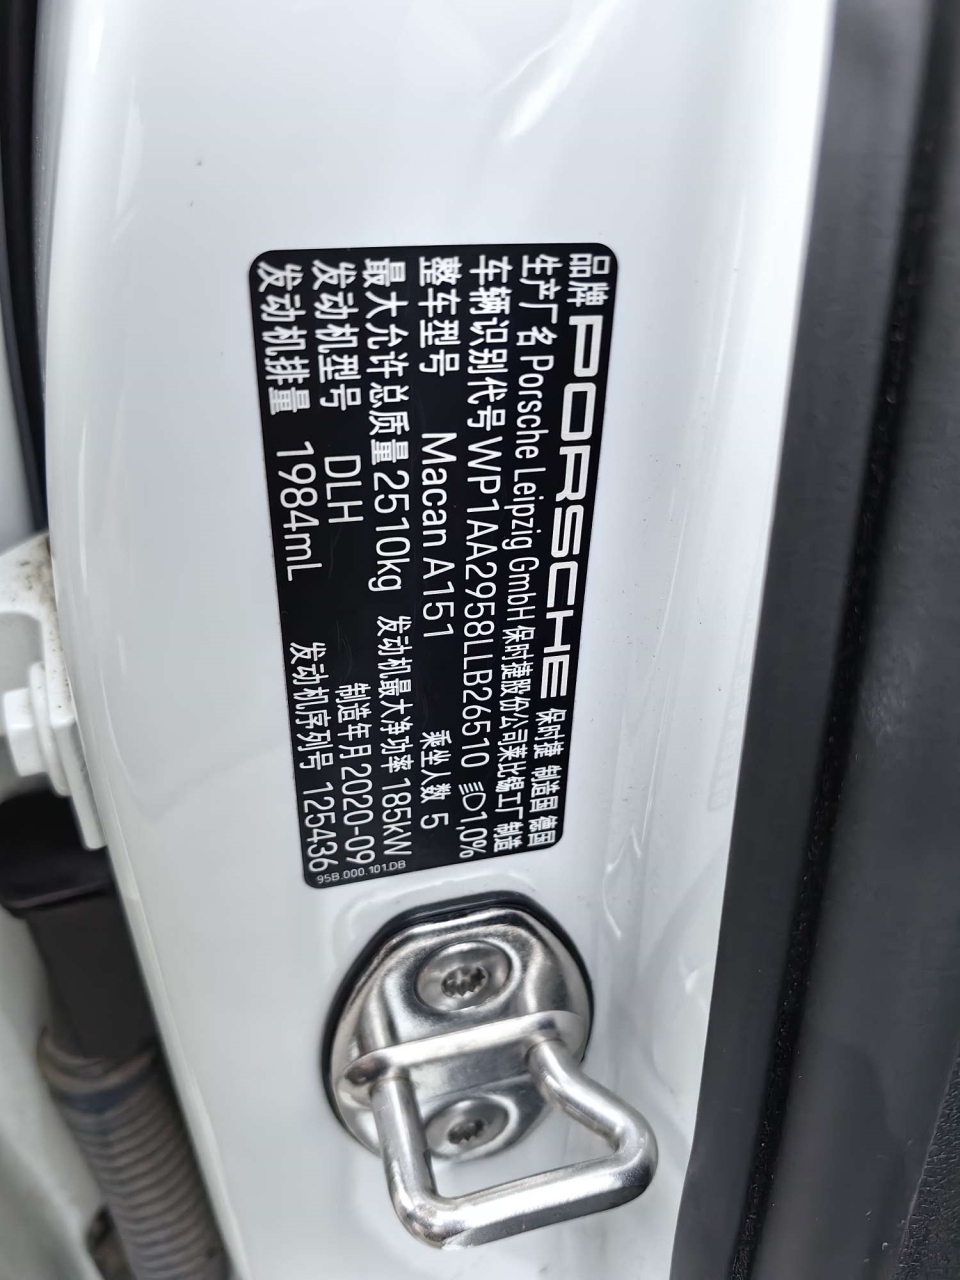 品牌 PORSCHE 保时捷 制造国 德国
生产厂名 Porsche Leipzig GmbH 保时捷股份公司莱比锡工厂 制造
车辆识别代号 WP1AA2958LLB26510 1,0%
整车型号 Macan A151 乘坐人数 5
最大允许总质量 2510kg 发动机最大净功率 185kW
发动机型号 DLH 制造年月 2020-09
发动机排量 1984mL 发动机序列号 125436
95B.000.101.DB